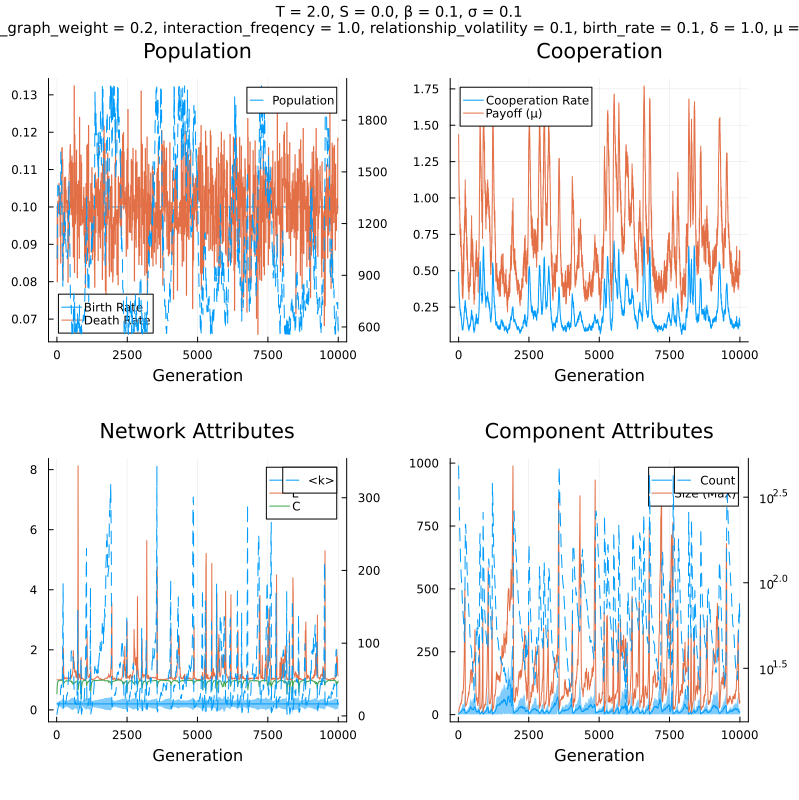 T = 2.0, S = 0.0, β = 0.1, σ = 0.1
_graph_weight = 0.2, interaction_freqency = 1.0, relationship_volatility = 0.1, birth_rate = 0.1, δ = 1.0, μ =
Population
Cooperation
0.13
0.12
0.11
0.10
0.09
0.08
0.07
1800
1500
1200
900
600
Population
Birth Rate
Death Rate
0 2500 5000 7500 10000
Generation
1.75
1.50
1.25
1.00
0.75
0.50
0.25
Cooperation Rate
Payoff (μ)
0 2500 5000 7500 10000
Generation
Network Attributes
Component Attributes
8
6
4
2
0
300
200
100
0
<k>
L
C
0 2500 5000 7500 10000
Generation
1000
750
500
250
0
10^2.5
10^2.0
10^1.5
Count
Size (Max)
0 2500 5000 7500 10000
Generation